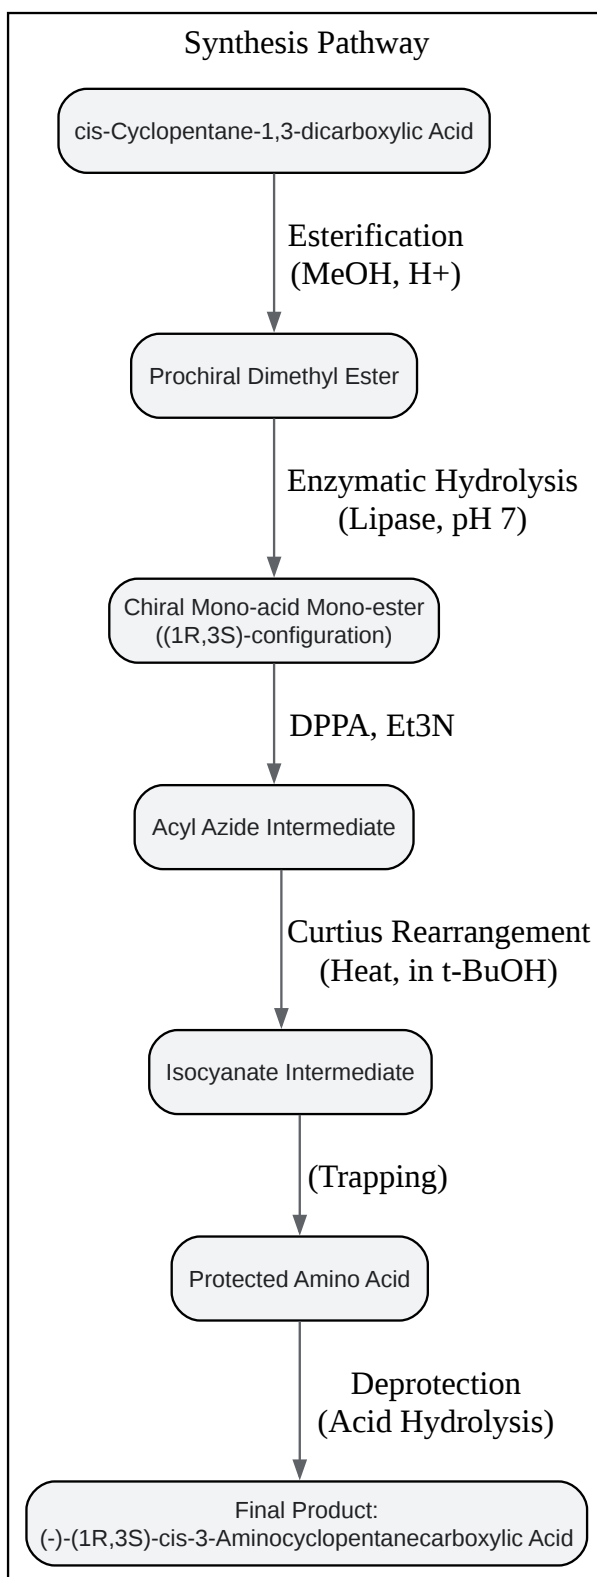 Synthesis Pathway
cis-Cyclopentane-1,3-dicarboxylic Acid
Esterification
(MeOH, H+)
Prochiral Dimethyl Ester
Enzymatic Hydrolysis
(Lipase, pH 7)
Chiral Mono-acid Mono-ester
((1R,3S)-configuration)
DPPA, Et3N
Acyl Azide Intermediate
Curtius Rearrangement
(Heat, in t-BuOH)
Isocyanate Intermediate
(Trapping)
Protected Amino Acid
Deprotection
(Acid Hydrolysis)
Final Product:
(-)-(1R,3S)-cis-3-Aminocyclopentanecarboxylic Acid